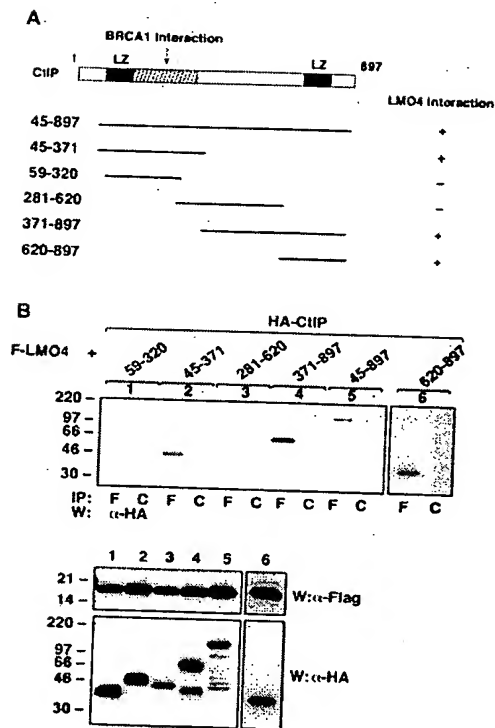 A
BRCA1 Interaction
1 LZ LZ 897
CtIP
LMO4 Interaction
45-897 +
45-371 +
59-320 –
281-620 –
371-897 +
620-897 +
B
HA-CtIP
F-LMO4 +
59-320 45-371 281-620 371-897 45-897 620-897
1 2 3 4 5 6
220 –
97 –
66 –
46 –
30 –
IP: F C F C F C F C F C F C
W: α-HA
1 2 3 4 5 6
21 –
14 –
W:α-Flag
220 –
97 –
66 –
46 –
30 –
W:α-HA